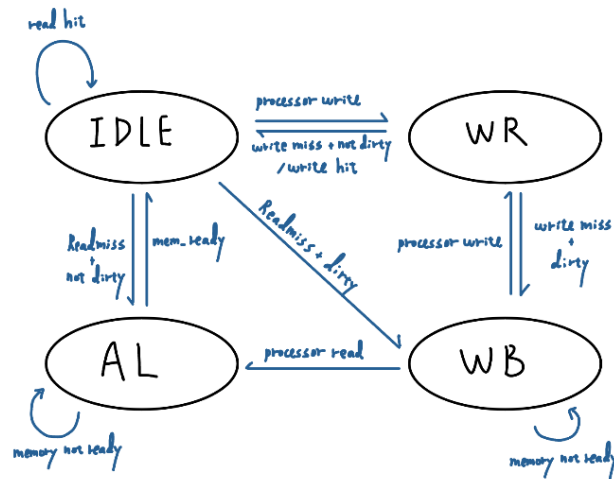 read hit
IDLE
processor write
write miss + not dirty
/write hit
WR
Readmiss
+
not dirty
mem_ready
Readmiss + dirty
processor write
write miss
+
dirty
AL
processor read
WB
memory not ready
memory not ready